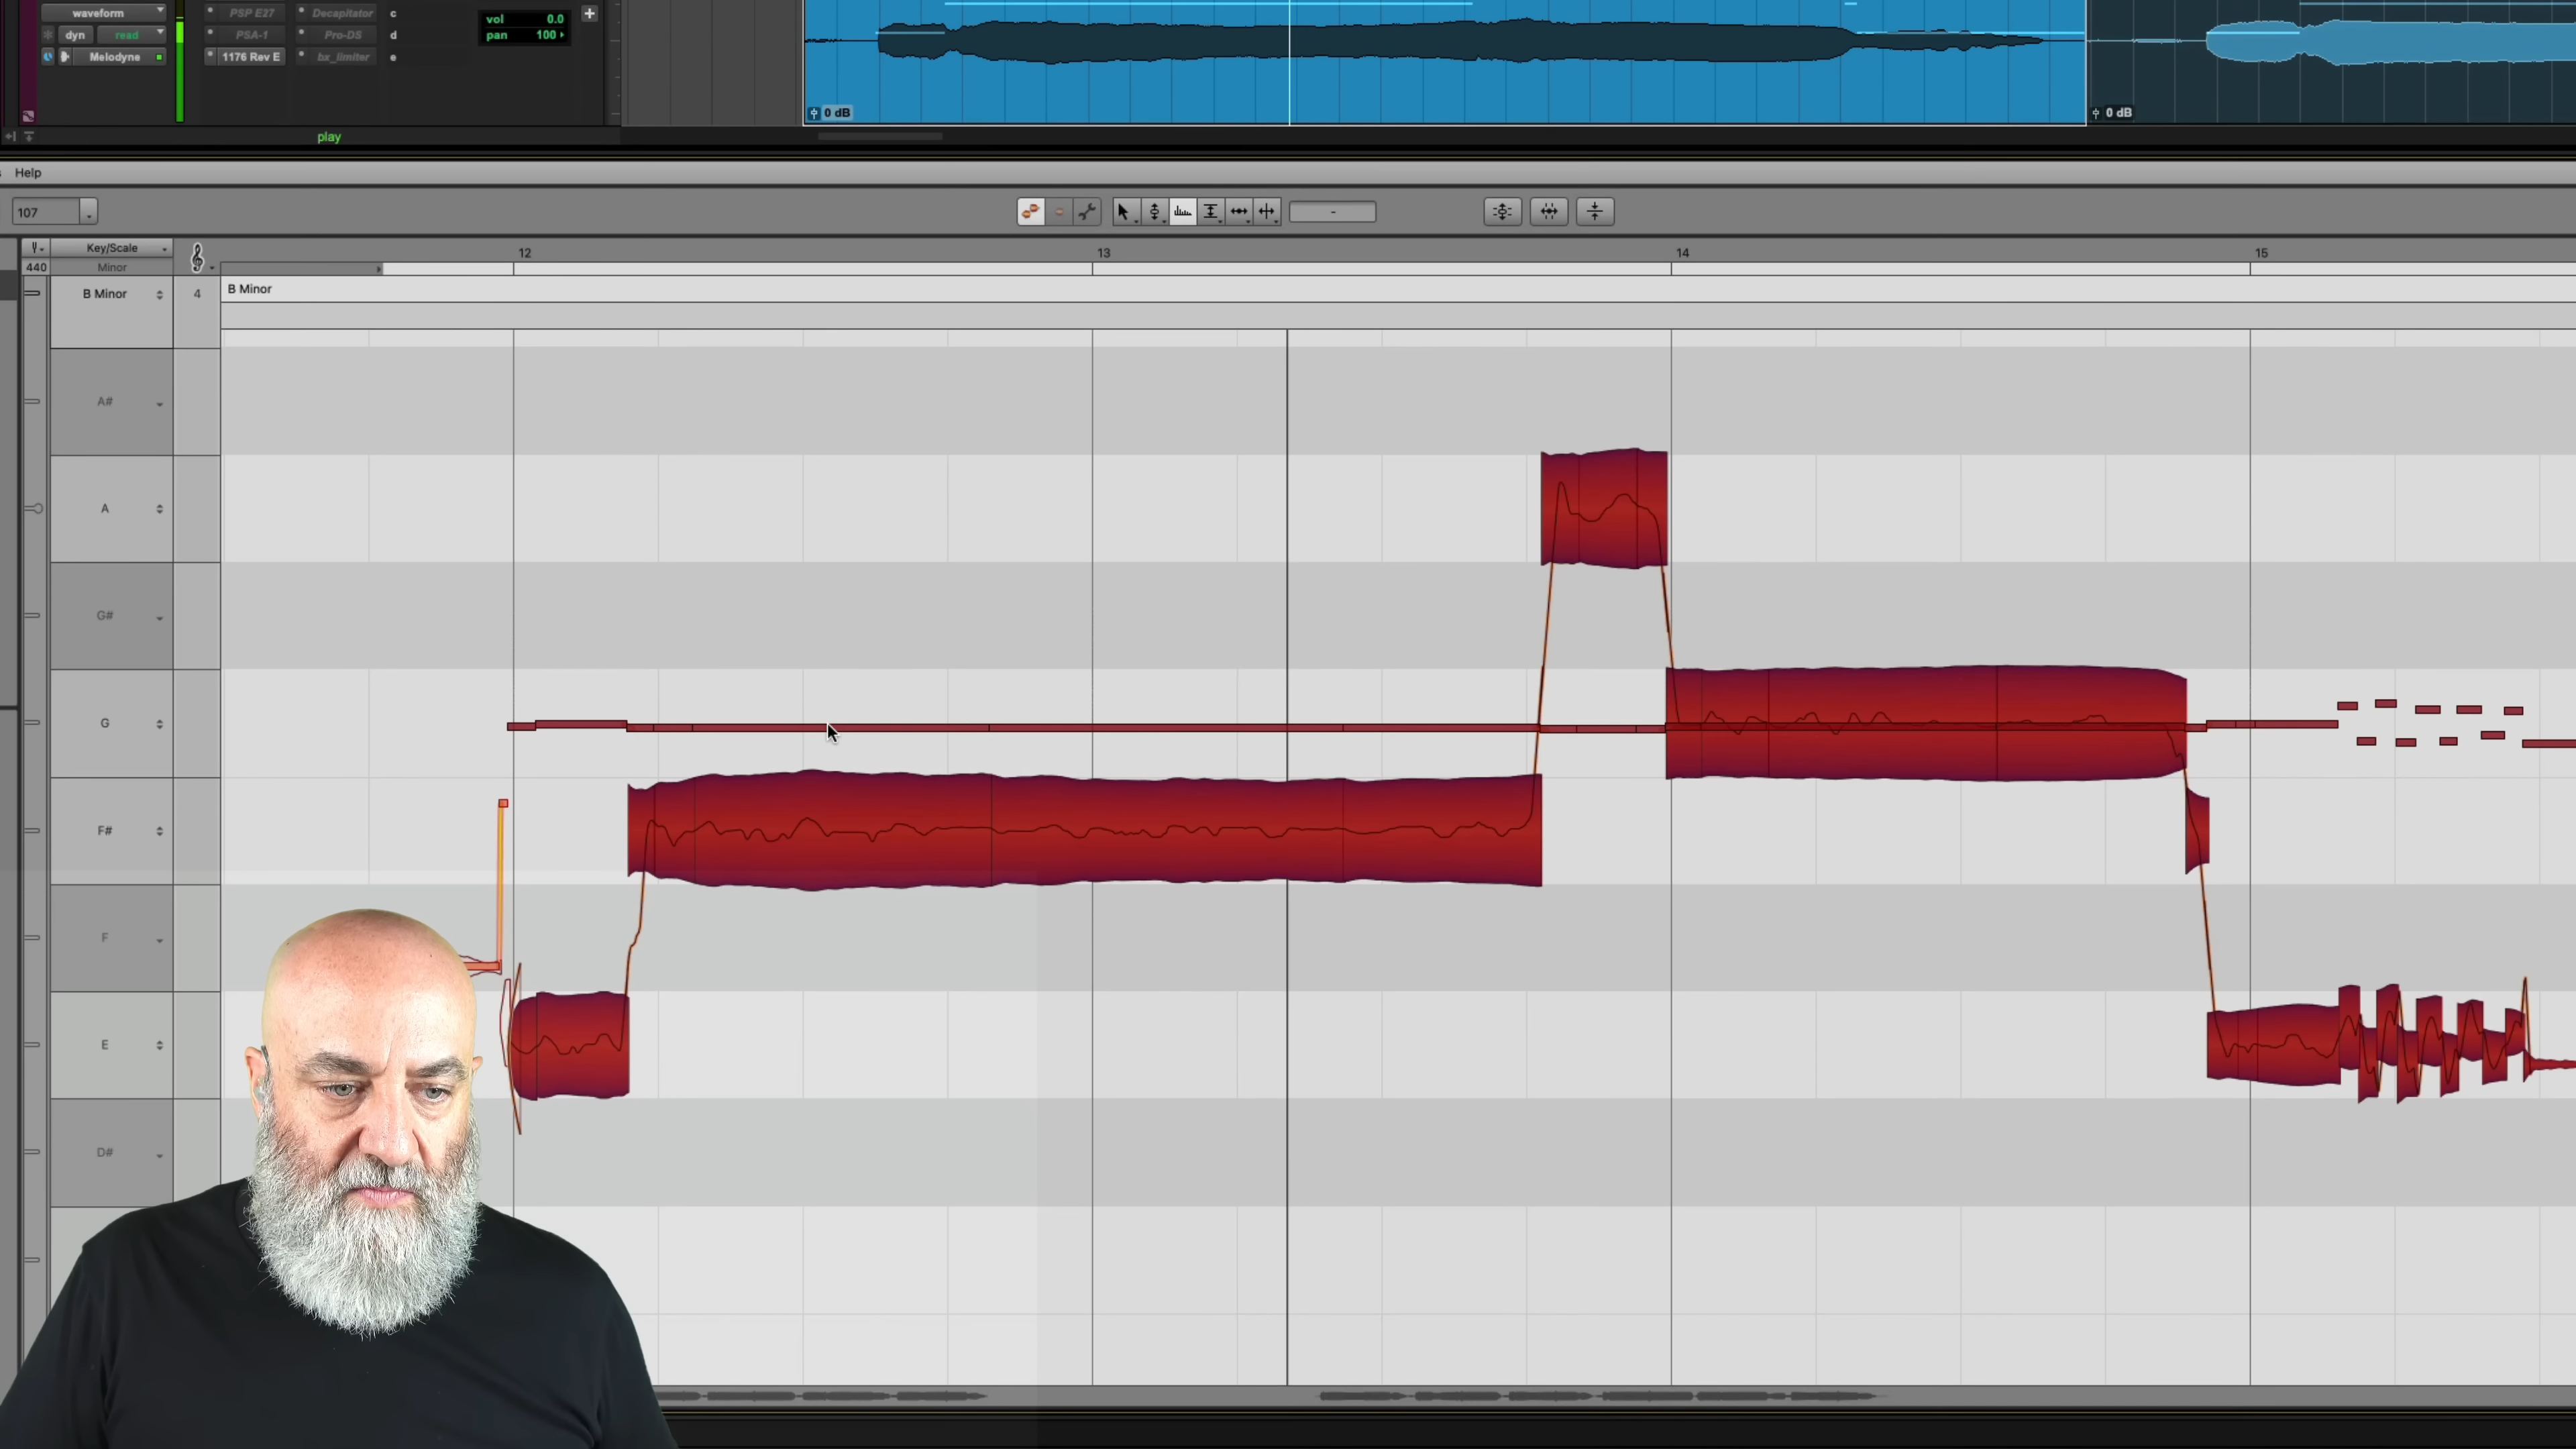 waveform
PSP E27
Decapitator
c
dyn
read
PSA-1
Pro-DS
d
Melodyne
1176 Rev E
bx_limiter
e
vol 0.0
pan 100
play
0 dB
0 dB
Help
107
-
Key/Scale
12
13
14
15
440
Minor
B Minor
4
B Minor
A#
A
G#
G
F#
F
E
D#